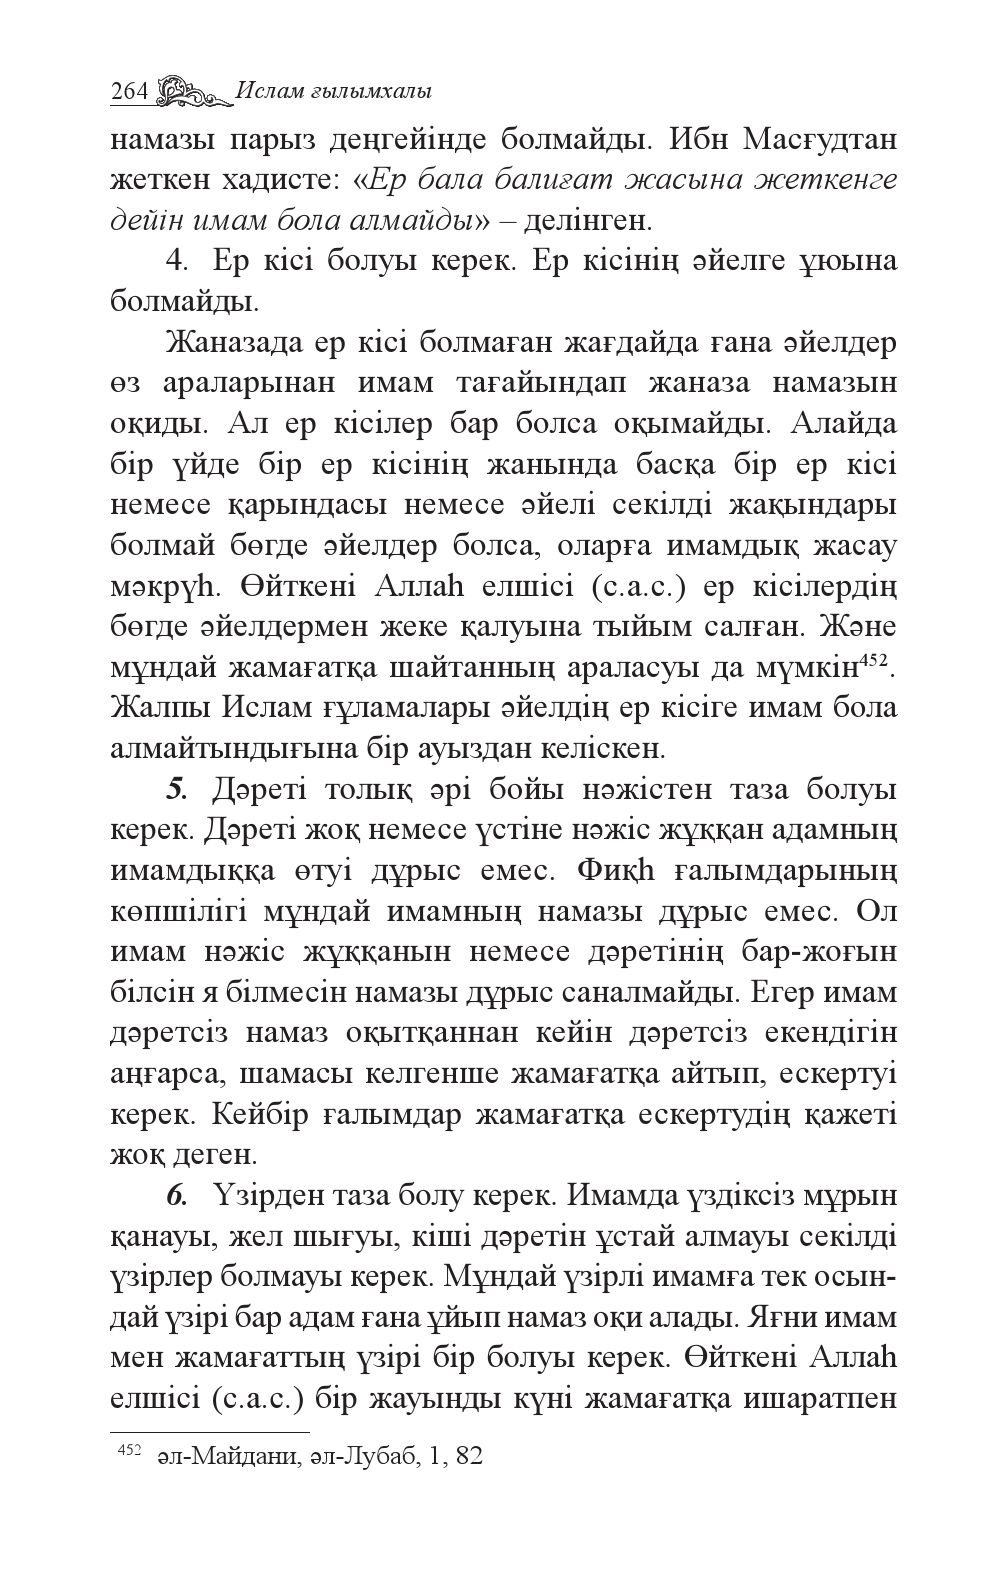 264 Ислам ғылымхалы
намазы парыз деңгейінде болмайды. Ибн Масғудтан
жеткен хадисте: «Ер бала балиғат жасына жеткенге
дейін имам бола алмайды» – делінген.
4. Ер кісі болуы керек. Ер кісінің әйелге ұюына
болмайды.
Жаназада ер кісі болмаған жағдайда ғана әйелдер
өз араларынан имам тағайындап жаназа намазын
оқиды. Ал ер кісілер бар болса оқымайды. Алайда
бір үйде бір ер кісінің жанында басқа бір ер кісі
немесе қарындасы немесе әйелі секілді жақындары
болмай бөгде әйелдер болса, оларға имамдық жасау
мәкрүһ. Өйткені Аллаһ елшісі (с.а.с.) ер кісілердің
бөгде әйелдермен жеке қалуына тыйым салған. Және
мұндай жамағатқа шайтанның араласуы да мүмкін452.
Жалпы Ислам ғұламалары әйелдің ер кісіге имам бола
алмайтындығына бір ауыздан келіскен.
5. Дәреті толық әрі бойы нәжістен таза болуы
керек. Дәреті жоқ немесе үстіне нәжіс жұққан адамның
имамдыққа өтуі дұрыс емес. Фиқһ ғалымдарының
көпшілігі мұндай имамның намазы дұрыс емес. Ол
имам нәжіс жұққанын немесе дәретінің бар-жоғын
білсін я білмесін намазы дұрыс саналмайды. Егер имам
дәретсіз намаз оқытқаннан кейін дәретсіз екендігін
аңғарса, шамасы келгенше жамағатқа айтып, ескертуі
керек. Кейбір ғалымдар жамағатқа ескертудің қажеті
жоқ деген.
6. Үзірден таза болу керек. Имамда үздіксіз мұрын
қанауы, жел шығуы, кіші дәретін ұстай алмауы секілді
үзірлер болмауы керек. Мұндай үзірлі имамға тек осын-
дай үзірі бар адам ғана ұйып намаз оқи алады. Яғни имам
мен жамағаттың үзірі бір болуы керек. Өйткені Аллаһ
елшісі (с.а.с.) бір жауынды күні жамағатқа ишаратпен
452 әл-Майдани, әл-Лубаб, 1, 82